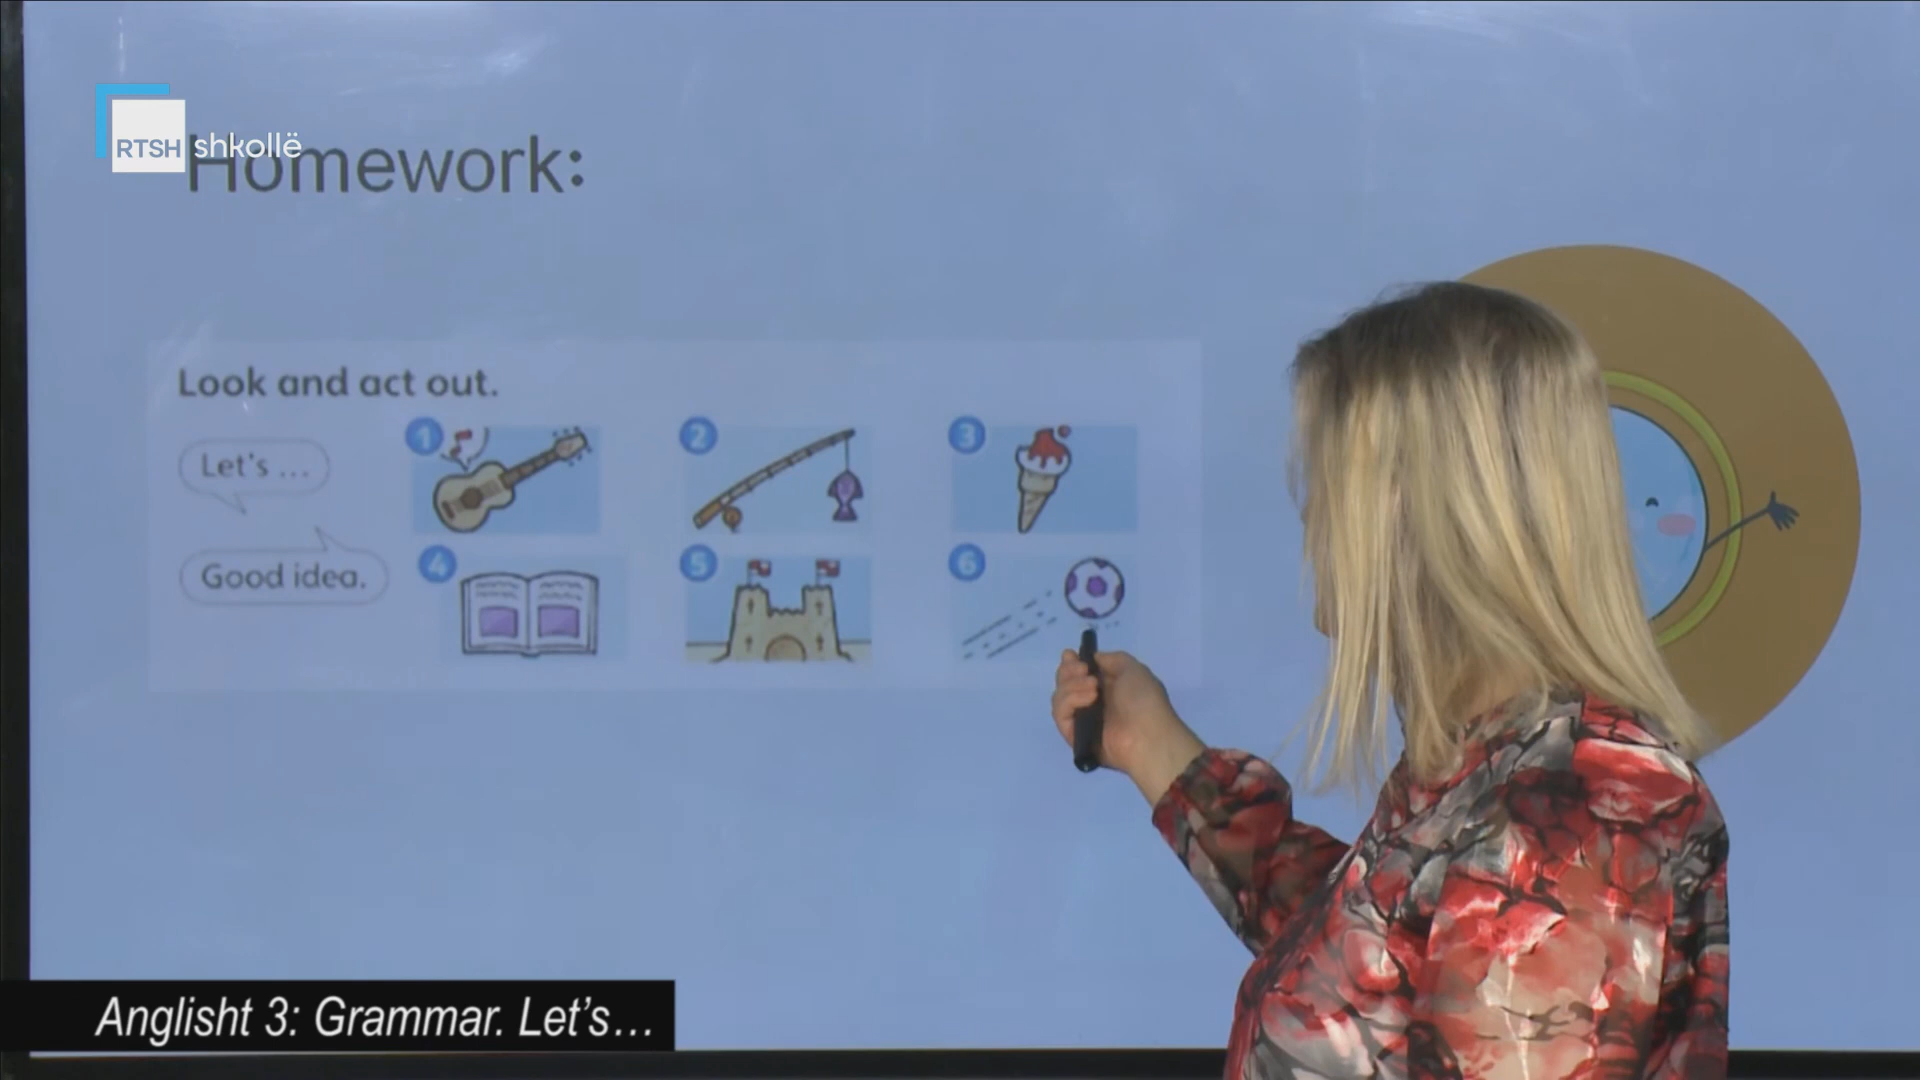 RTSH shkollë
Homework:
Look and act out.
Let's ...
Good idea.
1
2
3
4
5
6
Anglisht 3: Grammar. Let's...